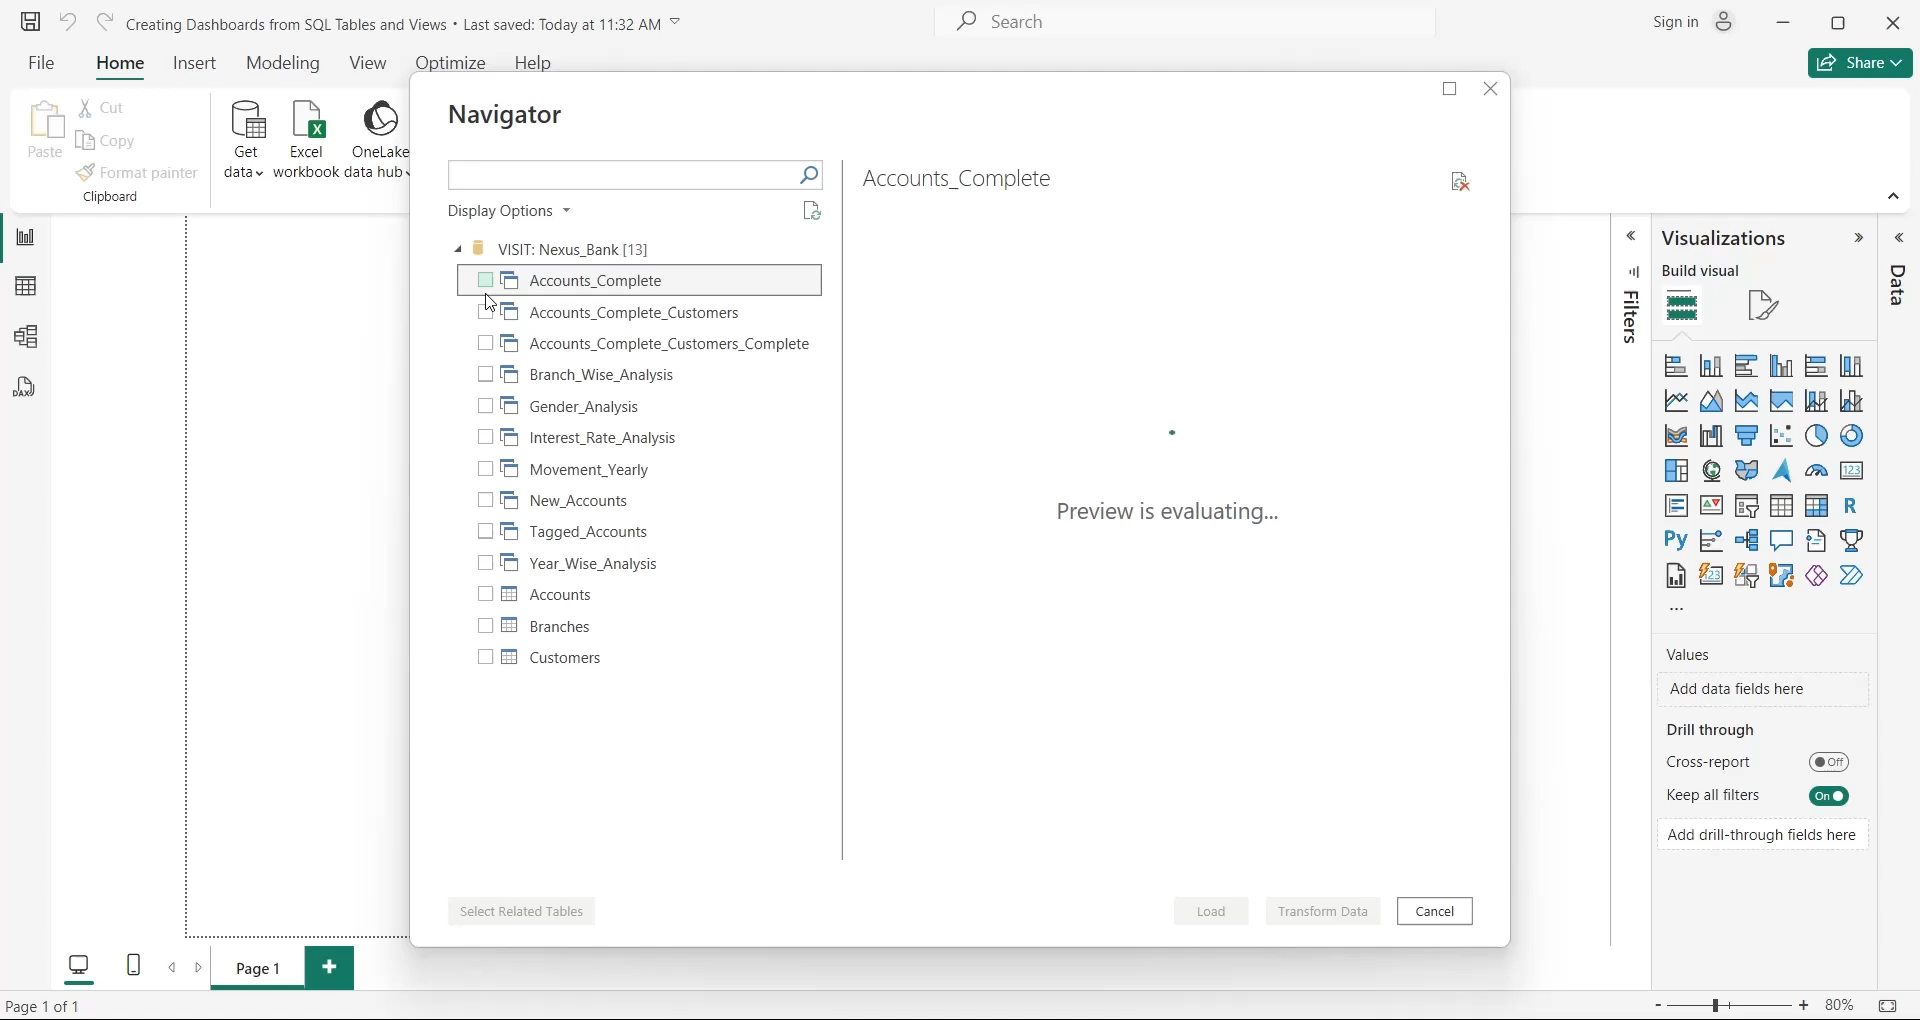 Creating Dashboards from SQL Tables and Views • Last saved: Today at 11:32 AM
Search
Sign in
File
Home
Insert
Modeling
View
Optimize
Help
Share
Paste
Cut
Copy
Format painter
Clipboard
Get data
Excel workbook
OneLake data hub
Navigator
Display Options
VISIT: Nexus_Bank [13]
Accounts_Complete
Accounts_Complete_Customers
Accounts_Complete_Customers_Complete
Branch_Wise_Analysis
Gender_Analysis
Interest_Rate_Analysis
Movement_Yearly
New_Accounts
Tagged_Accounts
Year_Wise_Analysis
Accounts
Branches
Customers
Select Related Tables
Accounts_Complete
Preview is evaluating...
Load
Transform Data
Cancel
Filters
Visualizations
Build visual
123
R
Py
123
Values
Add data fields here
Drill through
Cross-report
Off
Keep all filters
On
Add drill-through fields here
Data
DAX
Page 1
Page 1 of 1
- + 80%